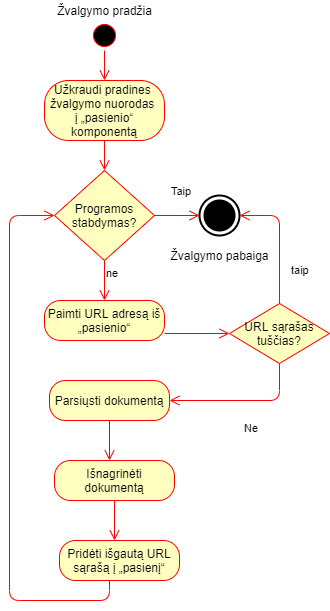 Žvalgymo pradžia
Užkraudi pradines
žvalgymo nuorodas
į „pasienio“
komponentą
Programos
stabdymas?
Taip
Žvalgymo pabaiga
ne
taip
Paimti URL adresą iš
„pasienio“
URL sąrašas
tuščias?
Parsiųsti dokumentą
Ne
Išnagrinėti
dokumentą
Pridėti išgautą URL
sąrašą į „pasienį“